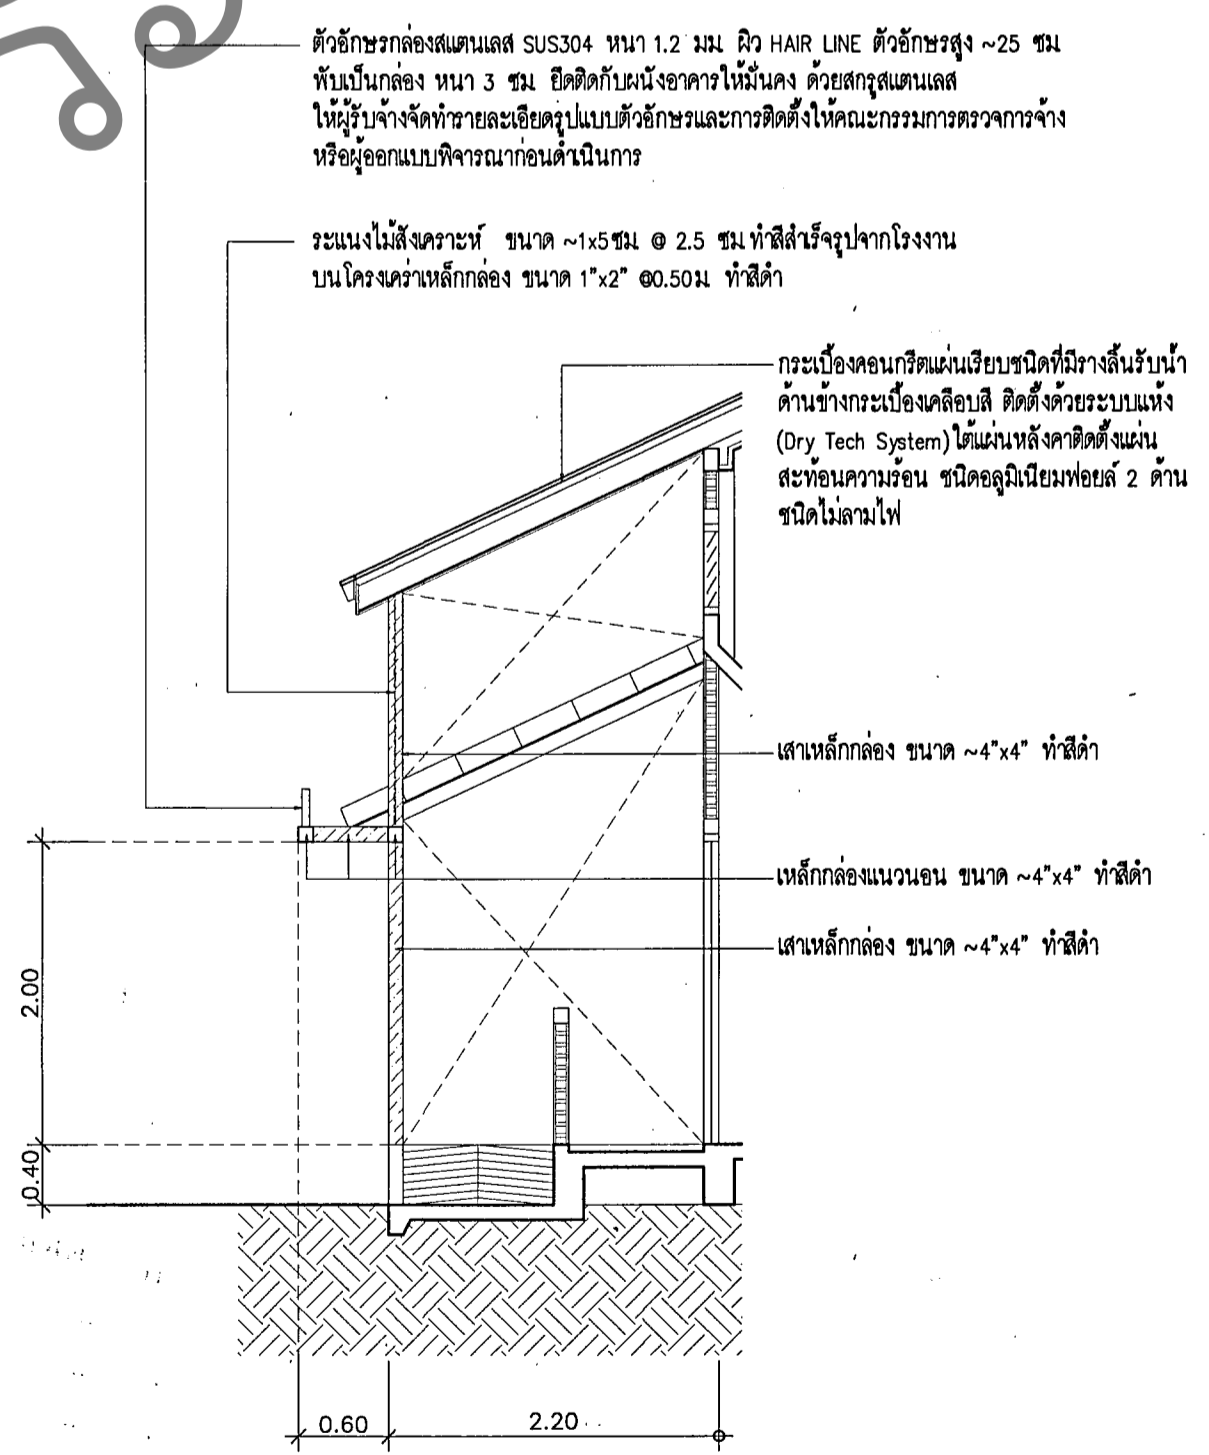 ตัวอักษรกล่องสแตนเลส SUS304 หนา 1.2 มม. ผิว HAIR LINE ตัวอักษรสูง ~25 ซม.
พับเป็นกล่อง หนา 3 ซม. ยึดติดกับผนังอาคารให้มั่นคง ด้วยสกรูสแตนเลส
ให้ผู้รับจ้างจัดทำรายละเอียดรูปแบบตัวอักษรและการติดตั้งให้คณะกรรมการตรวจการจ้าง
หรือผู้ออกแบบพิจารณาก่อนดำเนินการ
ระแนงไม้สังเคราะห์ ขนาด ~1x5ซม. @ 2.5 ซม.ทำสีสำเร็จรูปจากโรงงาน
บนโครงเคร่าเหล็กกล่อง ขนาด 1"x2" @0.50ม. ทำสีดำ
กระเบื้องคอนกรีตแผ่นเรียบชนิดที่มีรางลิ้นรับน้ำ
ด้านข้างกระเบื้องเคลือบสี ติดตั้งด้วยระบบแห้ง
(Dry Tech System)ใต้แผ่นหลังคาติดตั้งแผ่น
สะท้อนความร้อน ชนิดอลูมิเนียมฟอยล์ 2 ด้าน
ชนิดไม่ลามไฟ
เสาเหล็กกล่อง ขนาด ~4"x4" ทำสีดำ
เหล็กกล่องแนวนอน ขนาด ~4"x4" ทำสีดำ
เสาเหล็กกล่อง ขนาด ~4"x4" ทำสีดำ
2.00
0.40
0.60
2.20